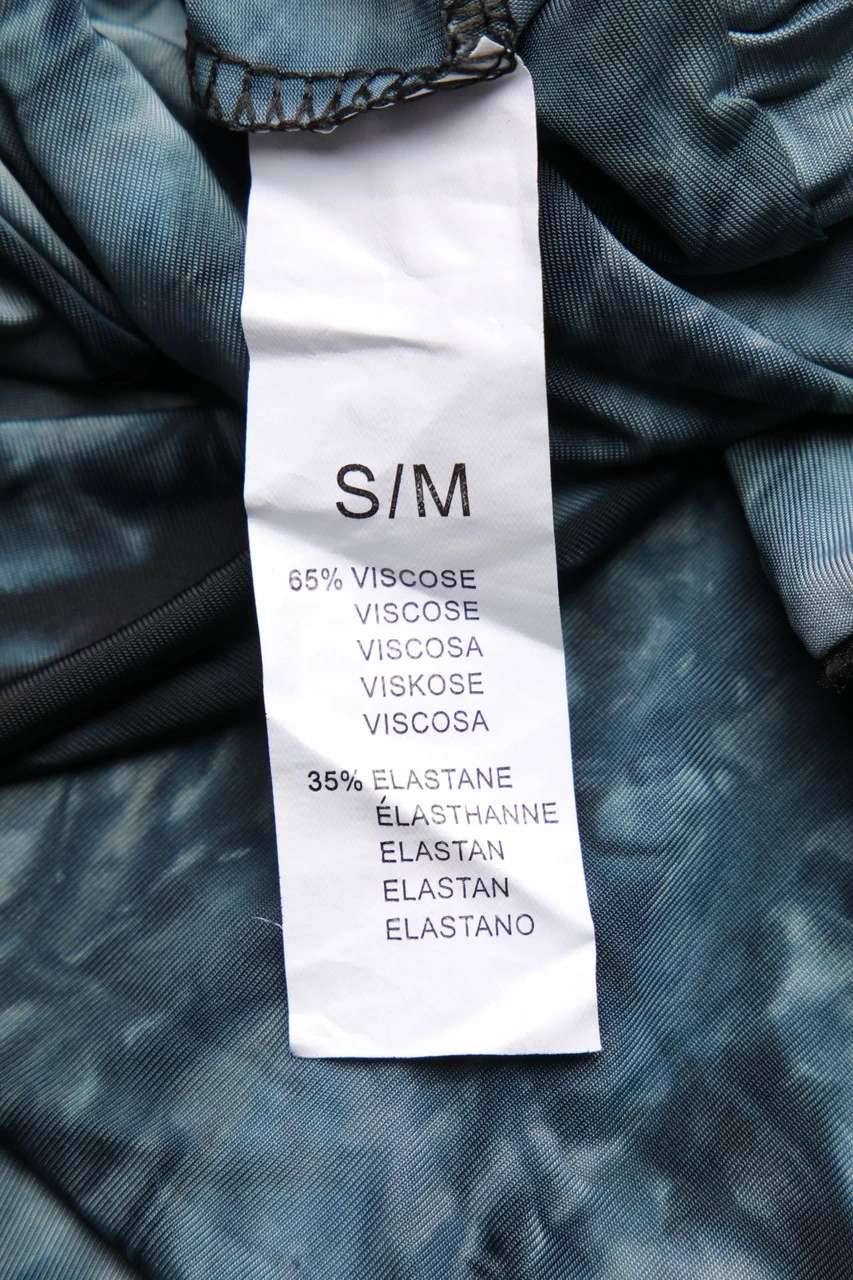 S/M
65% VISCOSE
VISCOSE
VISCOSA
VISKOSE
VISCOSA
35% ELASTANE
ÉLASTHANNE
ELASTAN
ELASTAN
ELASTANO